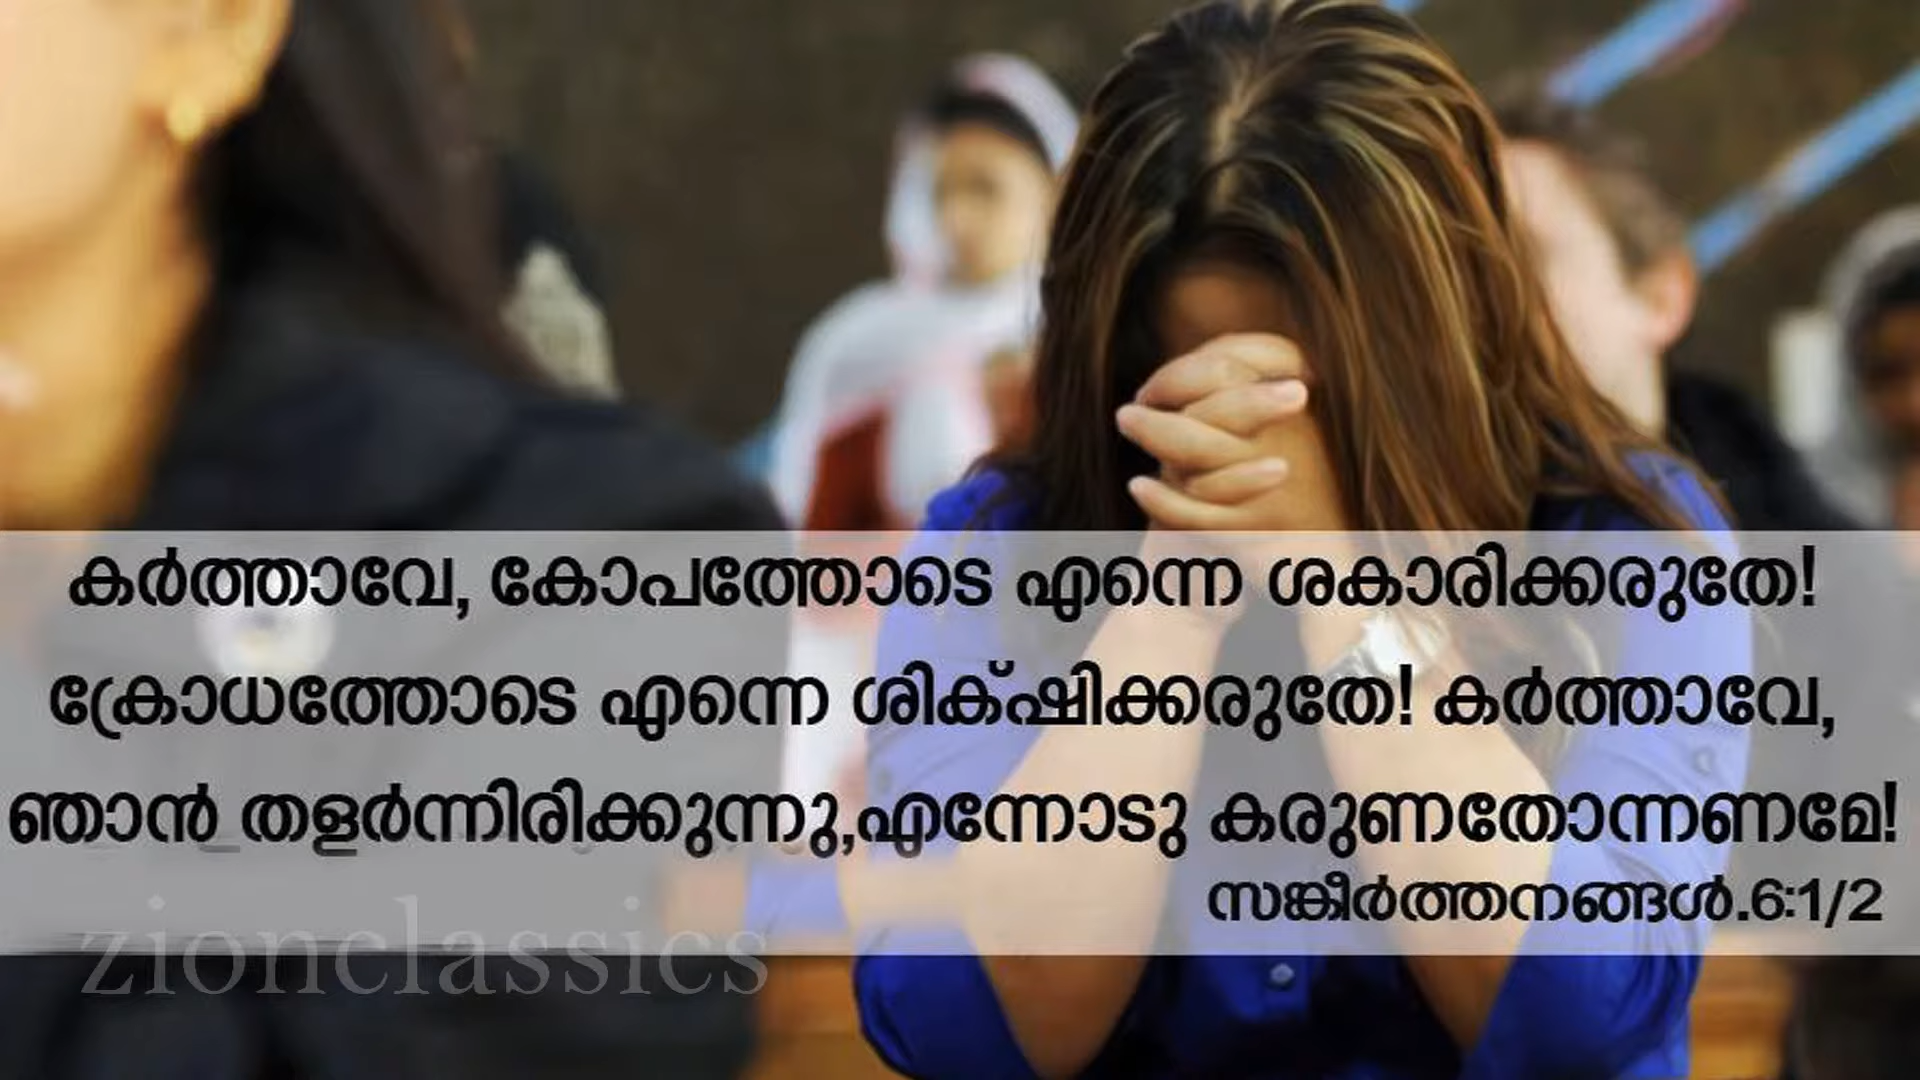 കർത്താവേ, കോപത്തോടെ എന്നെ ശകാരിക്കരുതേ!
ക്രോധത്തോടെ എന്നെ ശിക്‌ഷിക്കരുതേ! കർത്താവേ,
ഞാൻ തളർന്നിരിക്കുന്നു,എന്നോടു കരുണതോന്നണമേ!
സങ്കീർത്തനങ്ങൾ.6:1/2
zionclassics